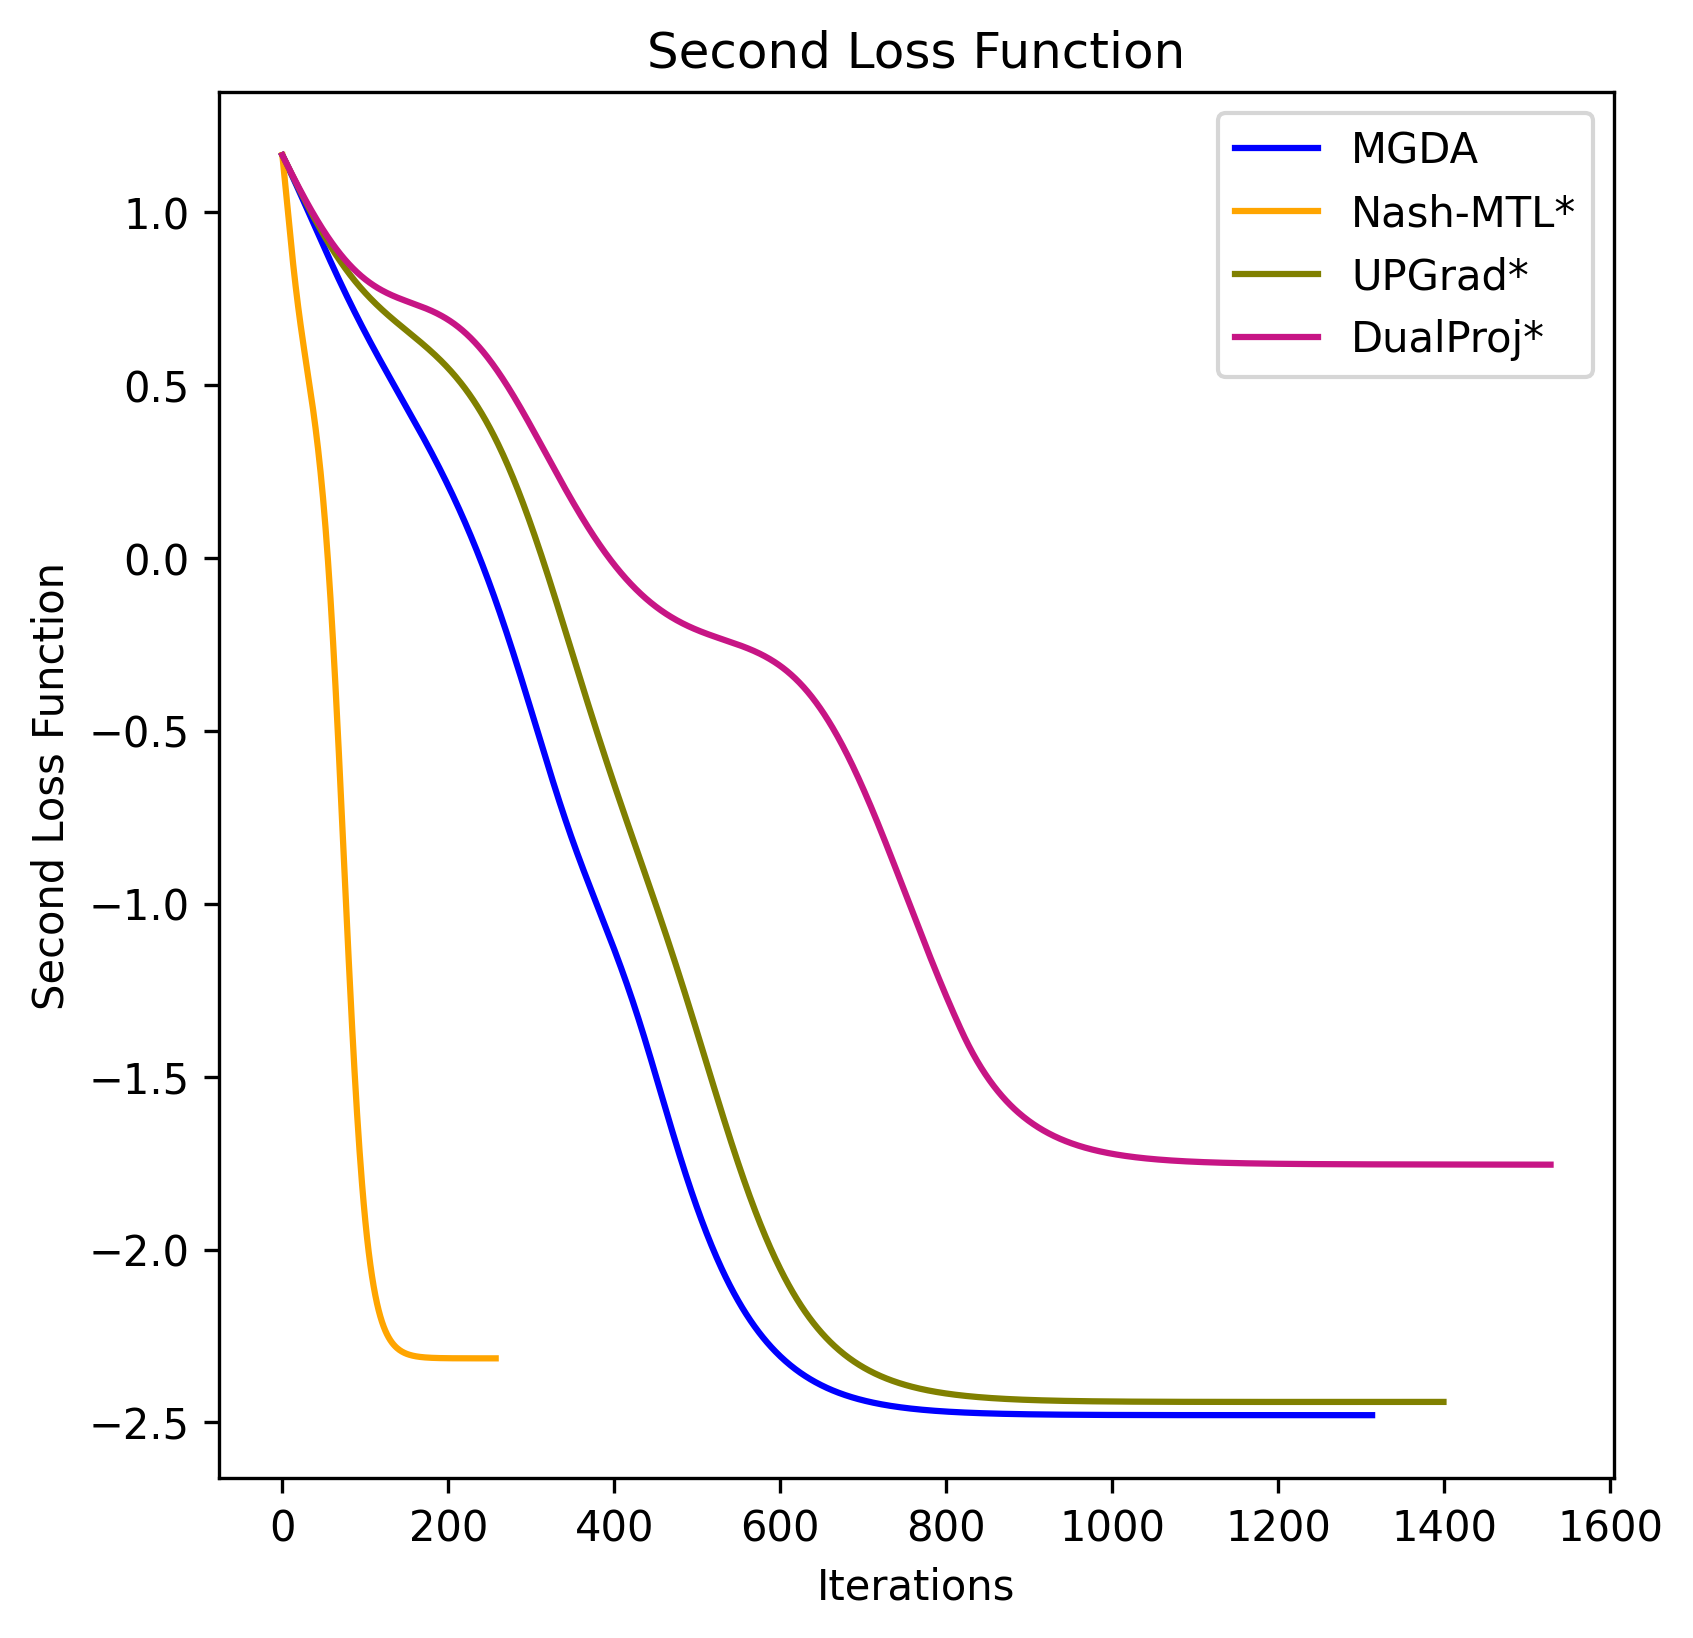 Second Loss Function
MGDA
Nash-MTL*
UPGrad*
DualProj*
Second Loss Function
1.0
0.5
0.0
−0.5
−1.0
−1.5
−2.0
−2.5
0 200 400 600 800 1000 1200 1400 1600
Iterations